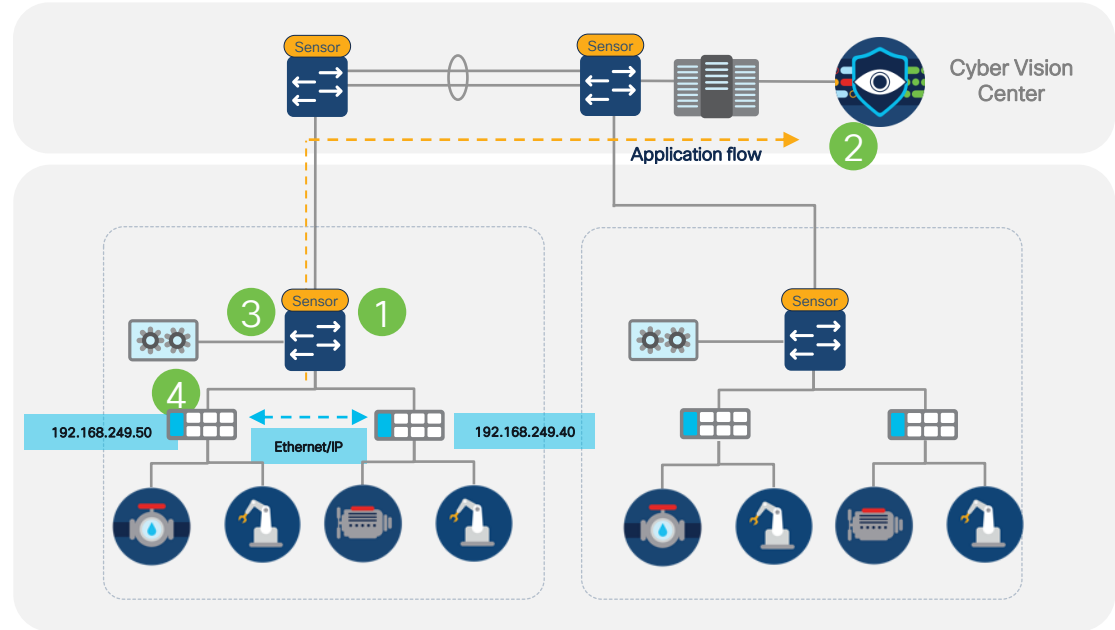 Sensor
Sensor
Cyber Vision
Center
2
Application flow
3
Sensor
1
Sensor
4
192.168.249.50
192.168.249.40
Ethernet/IP